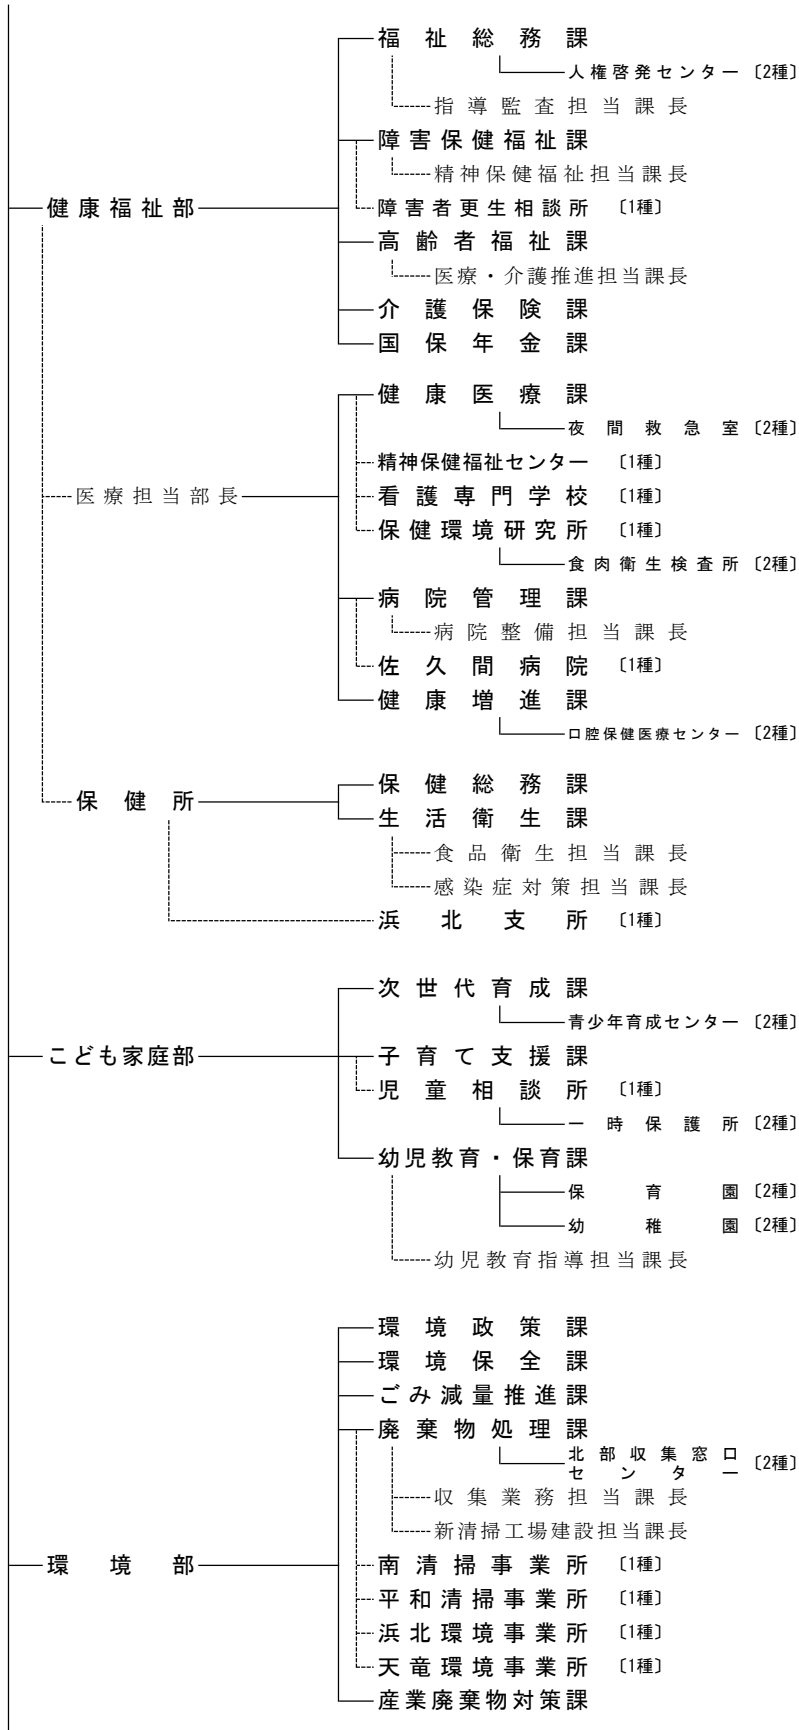 福祉総務課
人権啓発センター 〔2種〕
指導監査担当課長
障害保健福祉課
精神保健福祉担当課長
健康福祉部
障害者更生相談所 〔1種〕
高齢者福祉課
医療・介護推進担当課長
介護保険課
国保年金課
健康医療課
夜間救急室 〔2種〕
精神保健福祉センター 〔1種〕
医療担当部長
看護専門学校 〔1種〕
保健環境研究所 〔1種〕
食肉衛生検査所 〔2種〕
病院管理課
病院整備担当課長
佐久間病院 〔1種〕
健康増進課
口腔保健医療センター 〔2種〕
保健総務課
保健所
生活衛生課
食品衛生担当課長
感染症対策担当課長
浜北支所 〔1種〕
次世代育成課
青少年育成センター 〔2種〕
こども家庭部
子育て支援課
児童相談所 〔1種〕
一時保護所 〔2種〕
幼児教育・保育課
保育園 〔2種〕
幼稚園 〔2種〕
幼児教育指導担当課長
環境政策課
環境保全課
ごみ減量推進課
廃棄物処理課
北部収集窓口
センター 〔2種〕
収集業務担当課長
新清掃工場建設担当課長
環境部
南清掃事業所 〔1種〕
平和清掃事業所 〔1種〕
浜北環境事業所 〔1種〕
天竜環境事業所 〔1種〕
産業廃棄物対策課